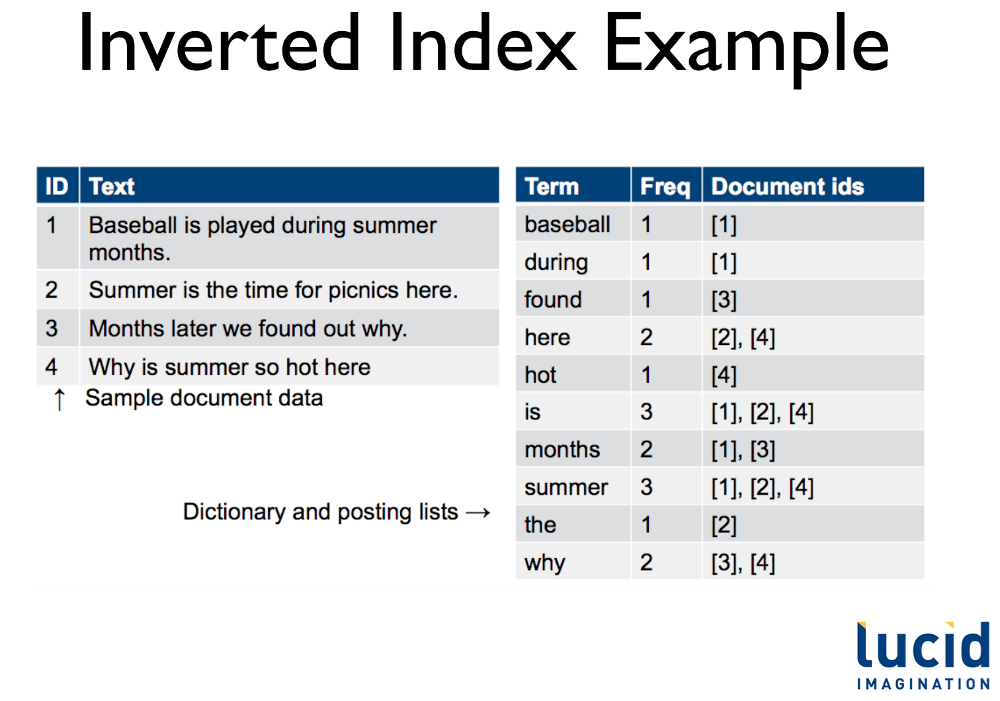 Inverted Index Example
ID Text
1 Baseball is played during summer
months.
2 Summer is the time for picnics here.
3 Months later we found out why.
4 Why is summer so hot here
↑ Sample document data
Dictionary and posting lists →
Term Freq Document ids
baseball 1 [1]
during 1 [1]
found 1 [3]
here 2 [2], [4]
hot 1 [4]
is 3 [1], [2], [4]
months 2 [1], [3]
summer 3 [1], [2], [4]
the 1 [2]
why 2 [3], [4]
lucid
IMAGINATION